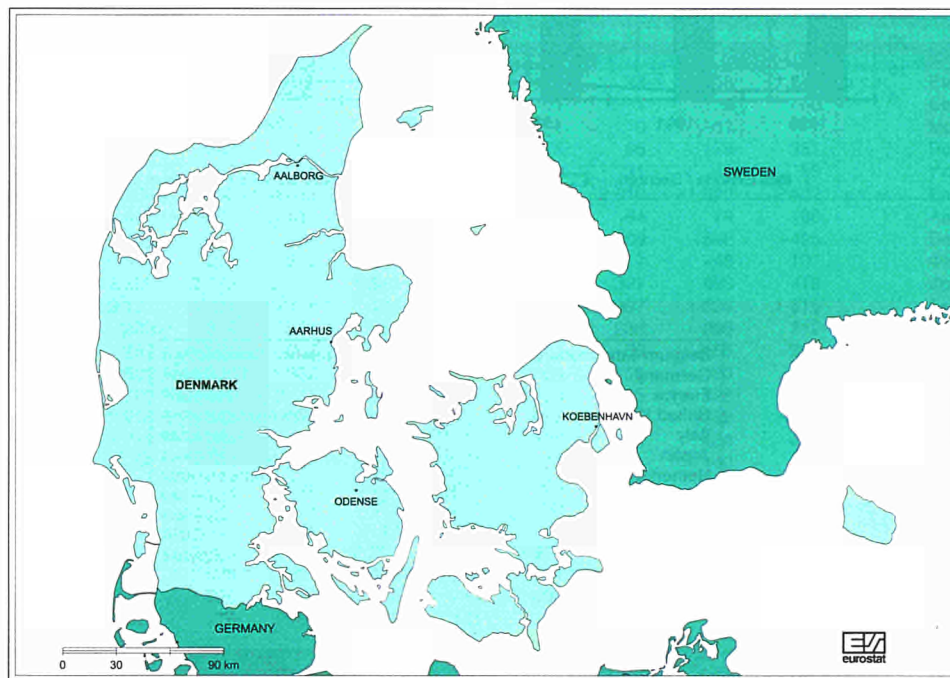 AALBORG
SWEDEN
AARHUS
DENMARK
KOEBENHAVN
ODENSE
GERMANY
0 30 90 km
eurostat